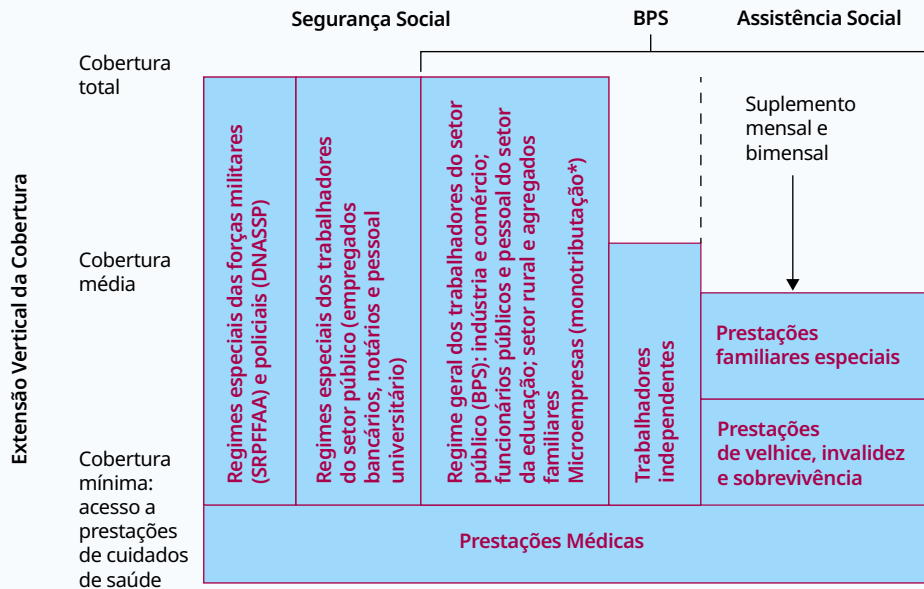 Segurança Social
BPS
Assistência Social
Extensão Vertical da Cobertura
Cobertura
total
Cobertura
média
Cobertura
mínima:
acesso a
prestações
de cuidados
de saúde
Regimes especiais das forças militares
(SRPFFAA) e policiais (DNASSP)
Regimes especiais dos trabalhadores
do setor público (empregados
bancários, notários e pessoal
universitário)
Regime geral dos trabalhadores do setor
público (BPS): indústria e comércio;
funcionários públicos e pessoal do setor
da educação; setor rural e agregados
familiares
Microempresas (monotributação*)
Trabalhadores
independentes
Suplemento
mensal e
bimensal
Prestações
familiares especiais
Prestações
de velhice, invalidez
e sobrevivência
Prestações Médicas